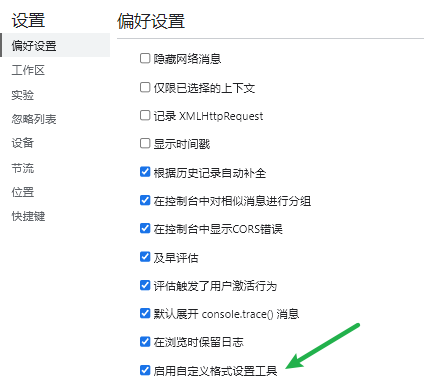 设置
偏好设置
工作区
实验
忽略列表
设备
节流
位置
快捷键
偏好设置
隐藏网络消息
仅限已选择的上下文
记录 XMLHttpRequest
显示时间戳
根据历史记录自动补全
在控制台中对相似消息进行分组
在控制台中显示CORS错误
及早评估
评估触发了用户激活行为
默认展开 console.trace() 消息
在浏览时保留日志
启用自定义格式设置工具